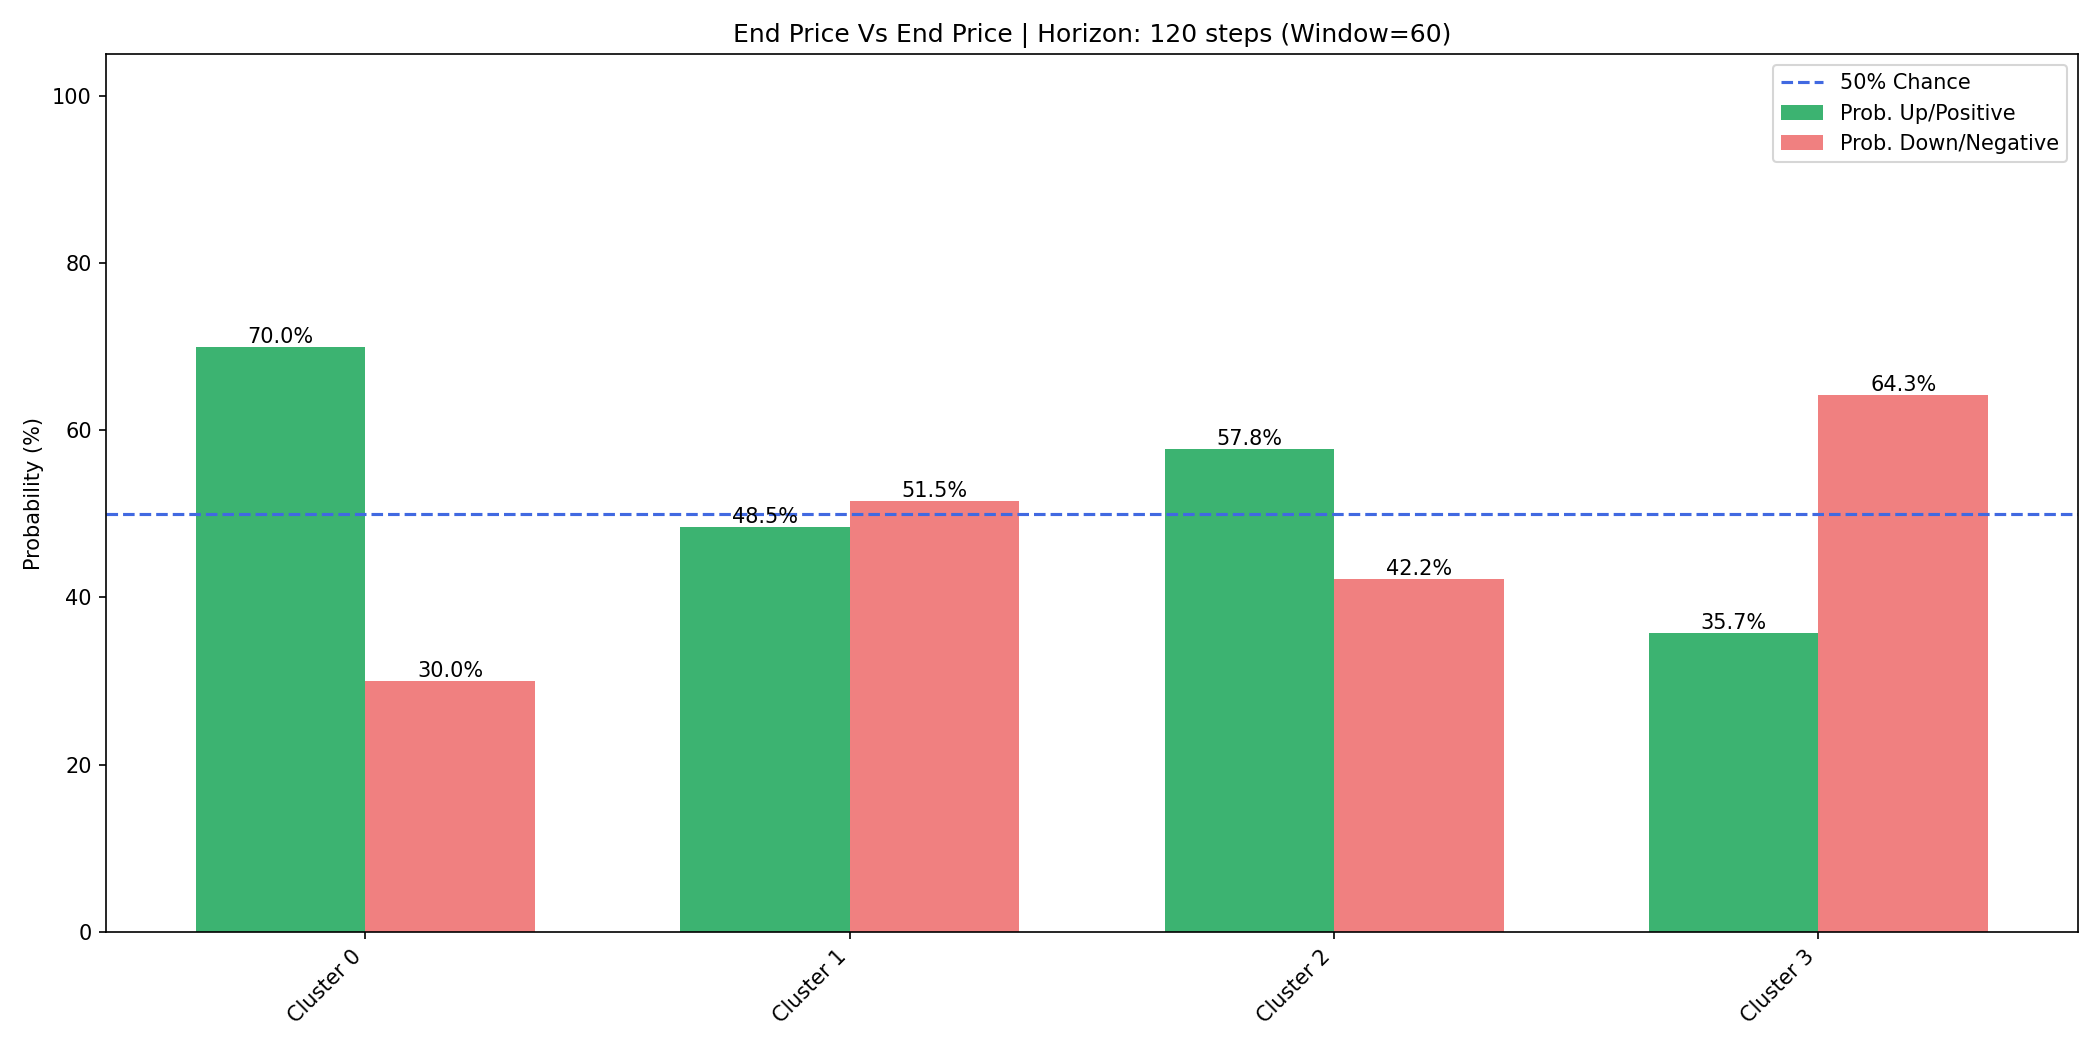 End Price Vs End Price | Horizon: 120 steps (Window=60)
50% Chance
Prob. Up/Positive
Prob. Down/Negative
Probability (%)
100
80
60
40
20
0
70.0%
30.0%
48.5%
51.5%
57.8%
42.2%
35.7%
64.3%
Cluster 0
Cluster 1
Cluster 2
Cluster 3